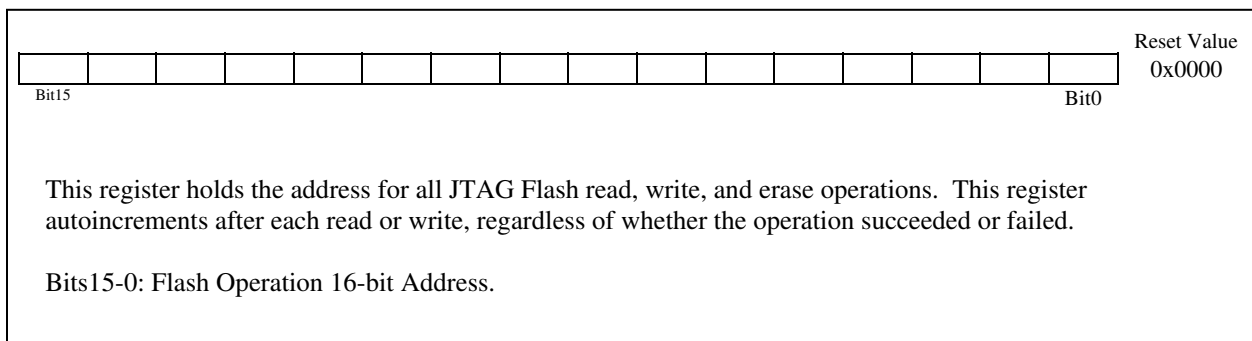 Reset Value
0x0000
Bit15
Bit0
This register holds the address for all JTAG Flash read, write, and erase operations.  This register
autoincrements after each read or write, regardless of whether the operation succeeded or failed.
Bits15-0: Flash Operation 16-bit Address.